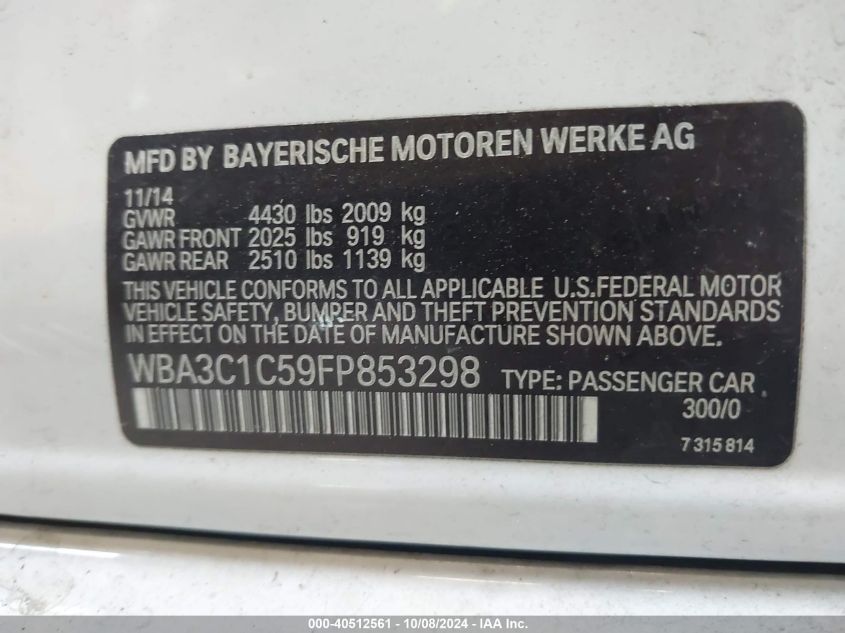 MFD BY BAYERISCHE MOTOREN WERKE AG
11/14
GVWR 4430 lbs 2009 kg
GAWR FRONT 2025 lbs 919 kg
GAWR REAR 2510 lbs 1139 kg
THIS VEHICLE CONFORMS TO ALL APPLICABLE U.S.FEDERAL MOTOR
VEHICLE SAFETY, BUMPER AND THEFT PREVENTION STANDARDS
IN EFFECT ON THE DATE OF MANUFACTURE SHOWN ABOVE.
WBA3C1C59FP853298 TYPE: PASSENGER CAR
300/0
7 315 814
000-40512561 - 10/08/2024 - IAA Inc.